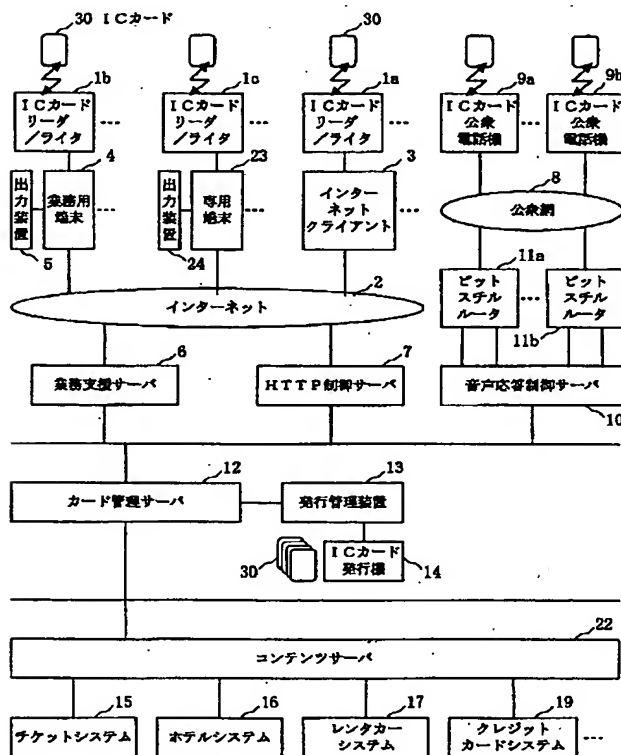 30 ICカード
30
1b
1c
1a
9a
9b
ICカード
リーダ
/ライタ
ICカード
リーダ
/ライタ
ICカード
リーダ
/ライタ
ICカード
公衆
電話機
ICカード
公衆
電話機
4
23
3
8
出力装置
業務用
端末
出力装置
専用
端末
インター
ネット
クライアント
公衆網
5
24
2
11a
インターネット
ビット
スチル
ルータ
ビット
スチル
ルータ
11b
6
7
業務支援サーバ
HTTP制御サーバ
音声応答制御サーバ
10
12
13
カード管理サーバ
発行管理装置
30
ICカード
発行機
14
22
コンテンツサーバ
15
16
17
19
チケットシステム
ホテルシステム
レンタカー
システム
クレジット
カードシステム